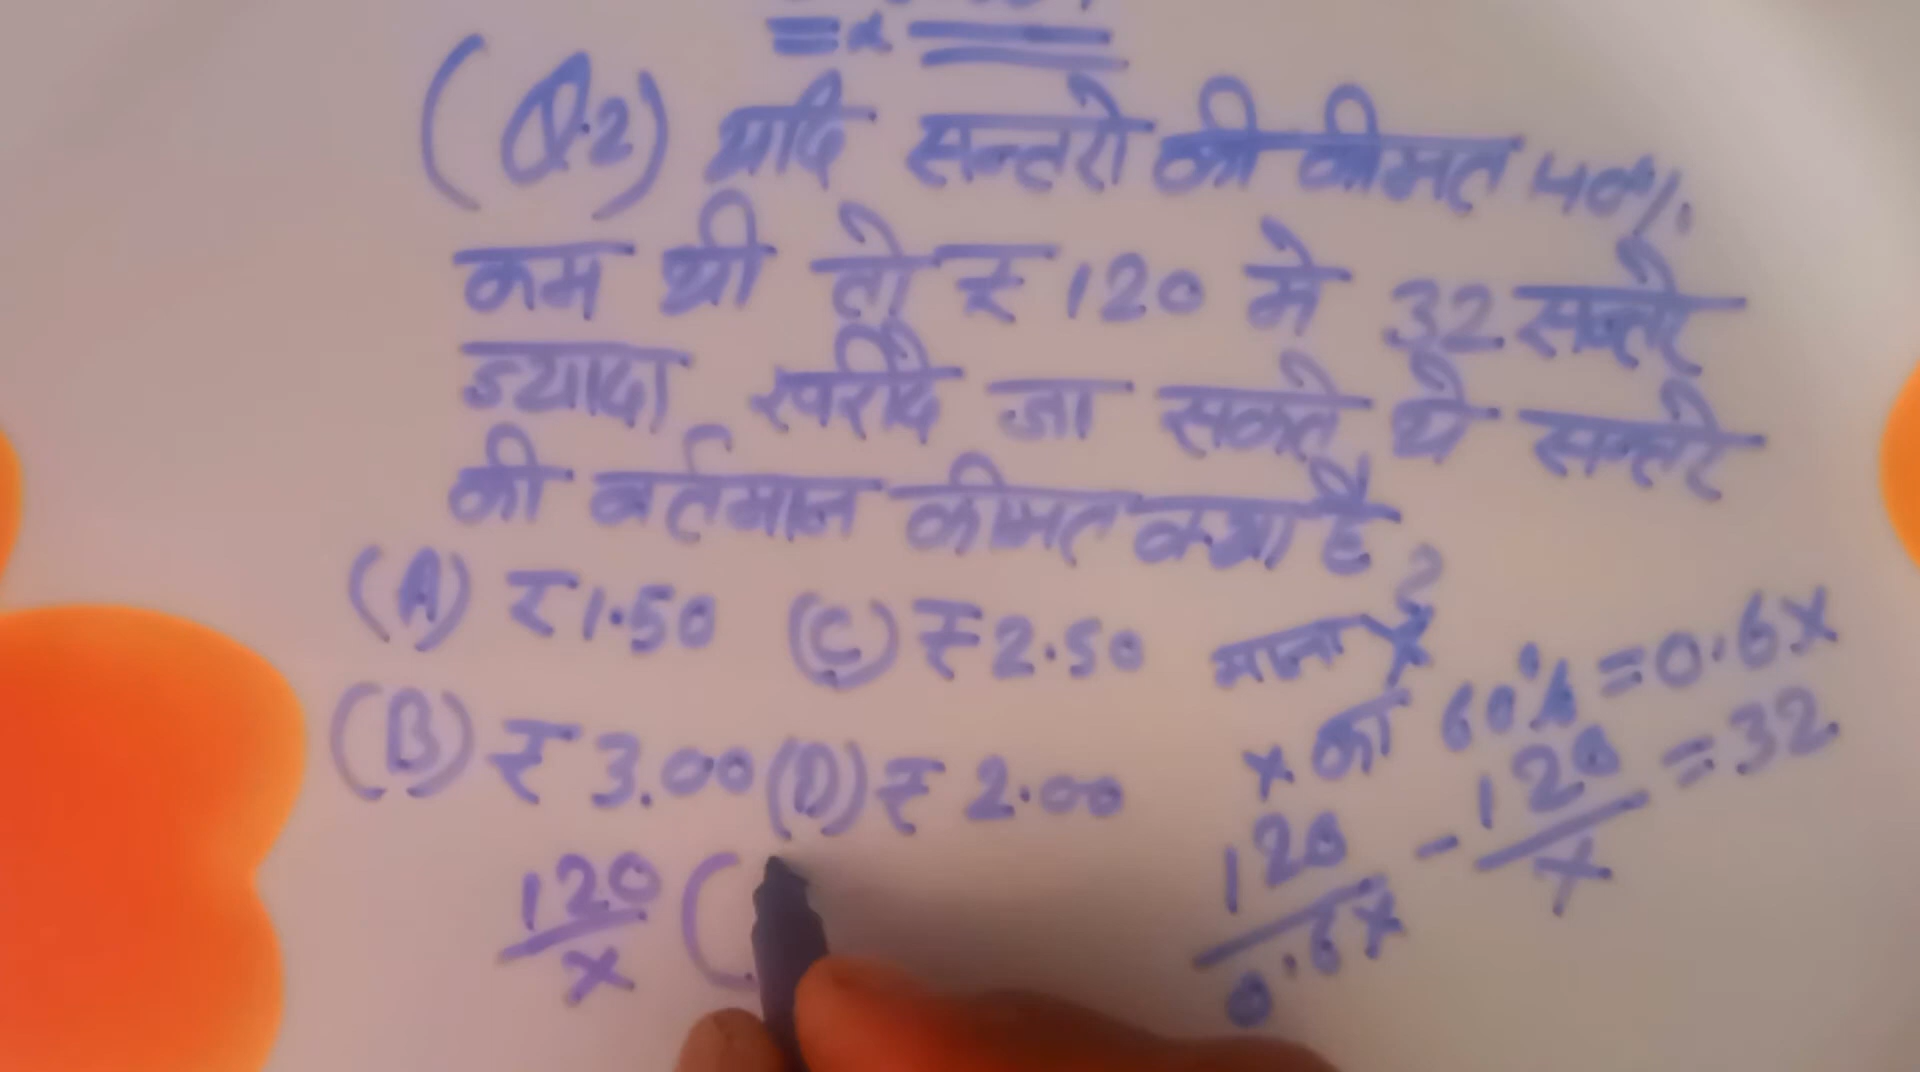 (Q.2) यदि सन्तरो की कीमत 40%
कम थी तो ₹ 120 मे 32 सन्तरे
ज्यादा खरीदे जा सकते थे सन्तरे
की वर्तमान कीमत क्या है ?
(A) ₹ 1.50 (C) ₹ 2.50
(B) ₹ 3.00 (D) ₹ 2.00
माना x
x का 60% = 0.6x
120/0.6x - 120/x = 32
120/x (